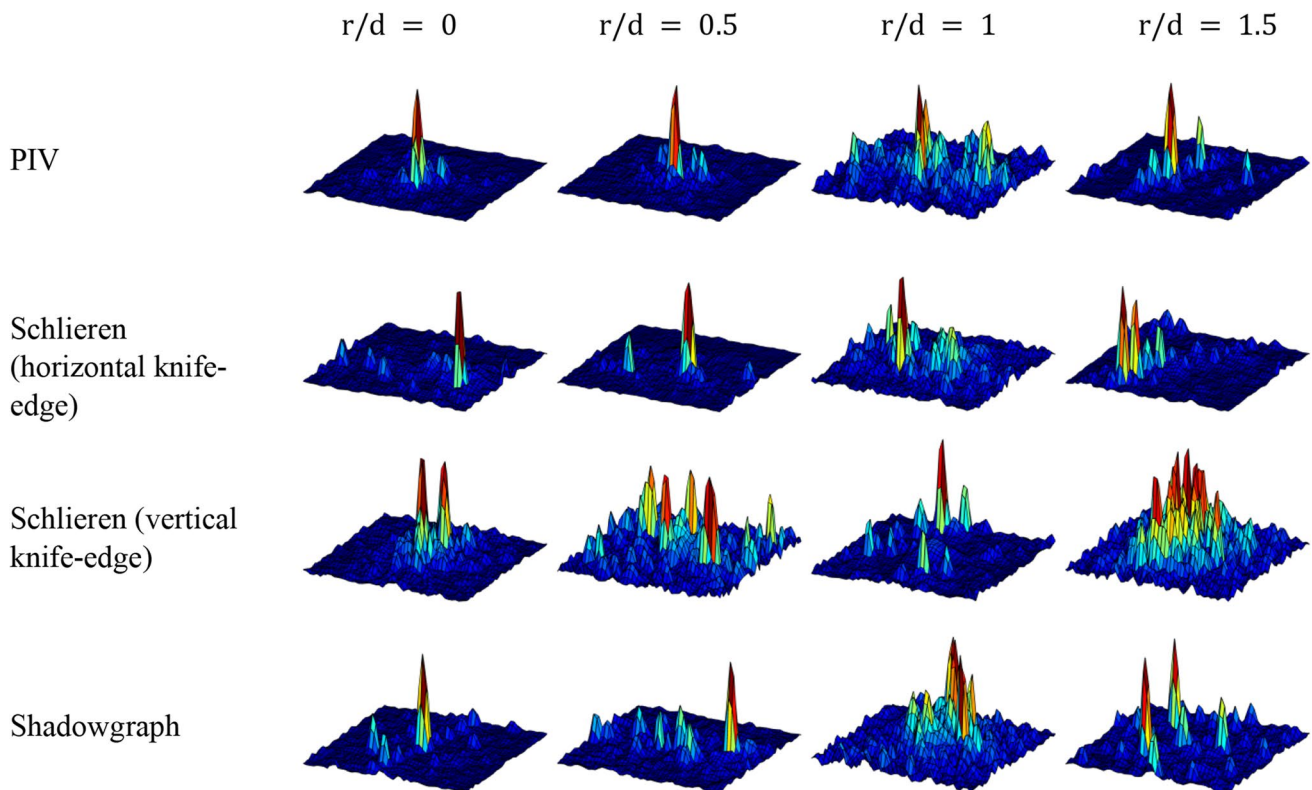 r/d = 0
r/d = 0.5
r/d = 1
r/d = 1.5
PIV
Schlieren
(horizontal knife-
edge)
Schlieren (vertical
knife-edge)
Shadowgraph